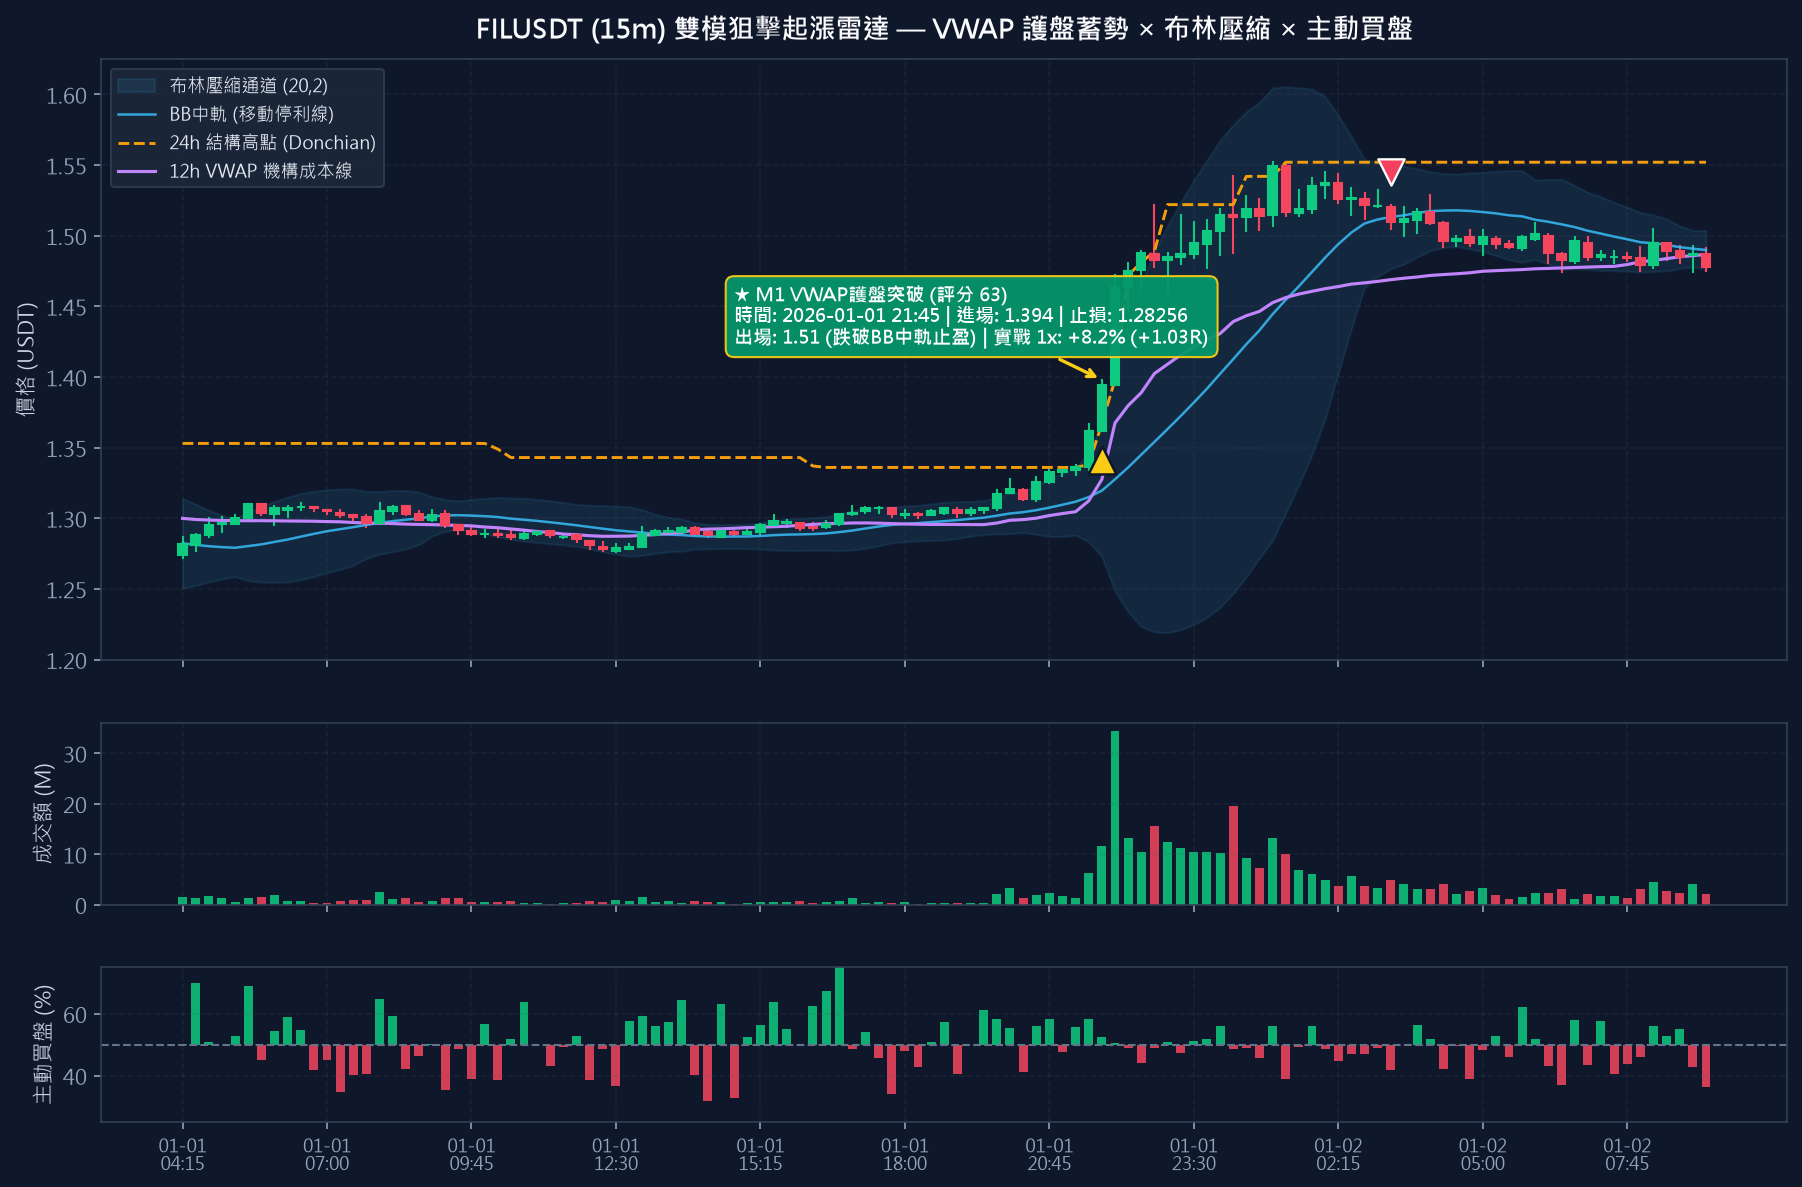 FILUSDT (15m) 雙模狙擊起漲雷達 — VWAP 護盤蓄勢 × 布林壓縮 × 主動買盤
布林壓縮通道 (20,2)
BB中軌 (移動停利線)
24h 結構高點 (Donchian)
12h VWAP 機構成本線
價格 (USDT)
1.60
1.55
1.50
1.45
1.40
1.35
1.30
1.25
1.20
★ M1 VWAP護盤突破 (評分 63)
時間: 2026-01-01 21:45 | 進場: 1.394 | 止損: 1.28256
出場: 1.51 (跌破BB中軌止盈) | 實戰 1x: +8.2% (+1.03R)
成交額 (M)
30
20
10
0
主動買盤 (%)
60
40
01-01 01-01 01-01 01-01 01-01 01-01 01-01 01-01 01-02 01-02 01-02
04:15 07:00 09:45 12:30 15:15 18:00 20:45 23:30 02:15 05:00 07:45